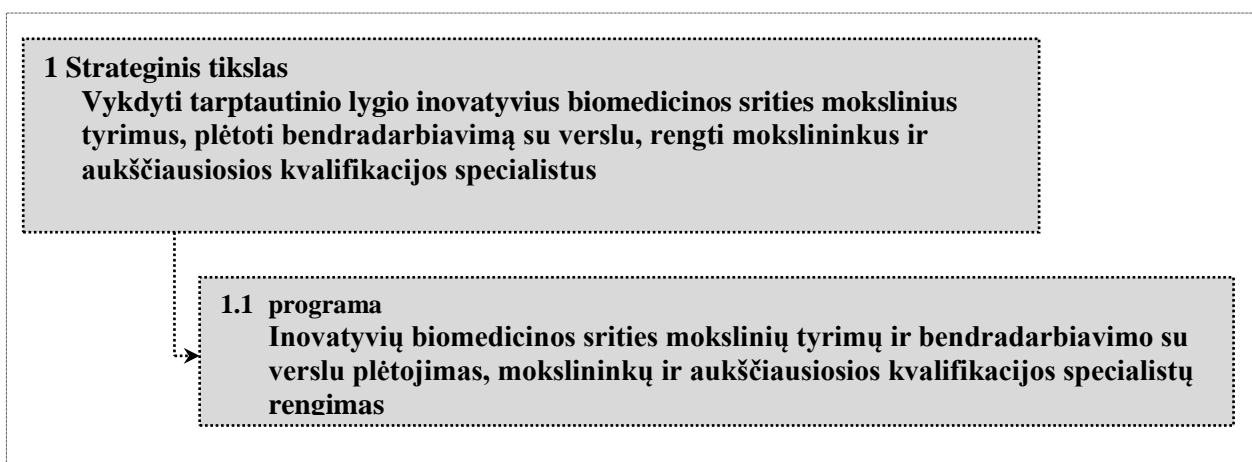 1 Strateginis tikslas
Vykdyti tarptautinio lygio inovatyvius biomedicinos srities mokslinius
tyrimus, plėtoti bendradarbiavimą su verslu, rengti mokslininkus ir
aukščiausiosios kvalifikacijos specialistus
1.1 programa
Inovatyvių biomedicinos srities mokslinių tyrimų ir bendradarbiavimo su
verslu plėtojimas, mokslininkų ir aukščiausiosios kvalifikacijos specialistų
rengimas